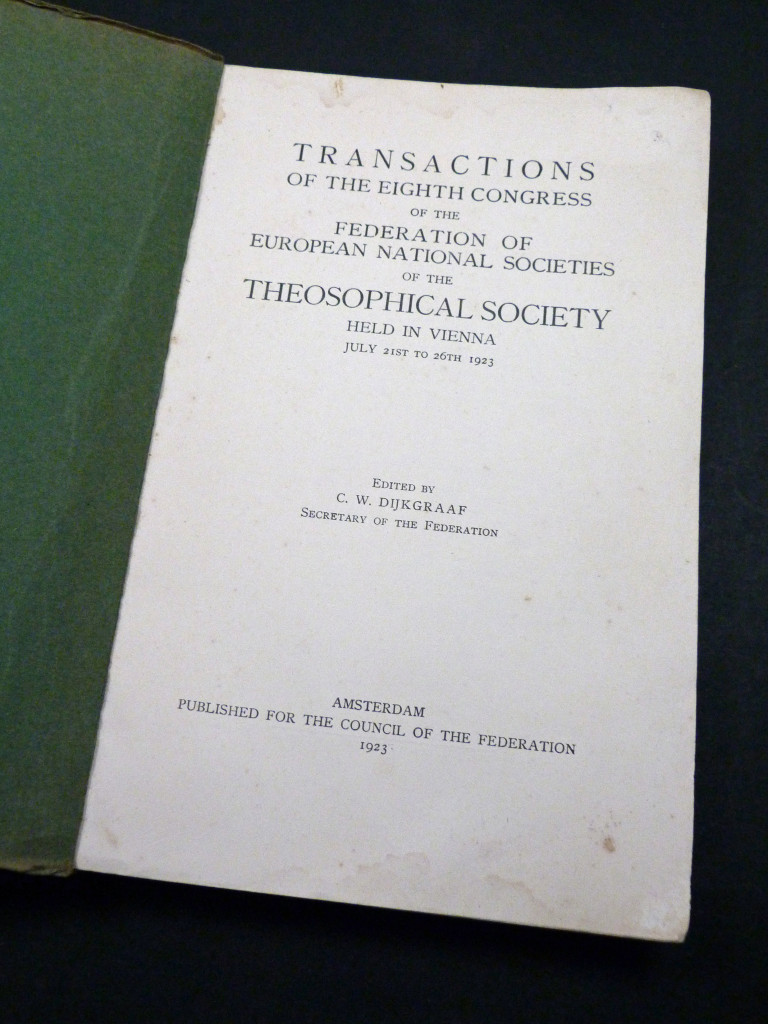 TRANSACTIONS
OF THE EIGHTH CONGRESS
OF THE
FEDERATION OF
EUROPEAN NATIONAL SOCIETIES
OF THE
THEOSOPHICAL SOCIETY
HELD IN VIENNA
JULY 21ST TO 26TH 1923
EDITED BY
C. W. DIJKGRAAF
SECRETARY OF THE FEDERATION
AMSTERDAM
PUBLISHED FOR THE COUNCIL OF THE FEDERATION
1923